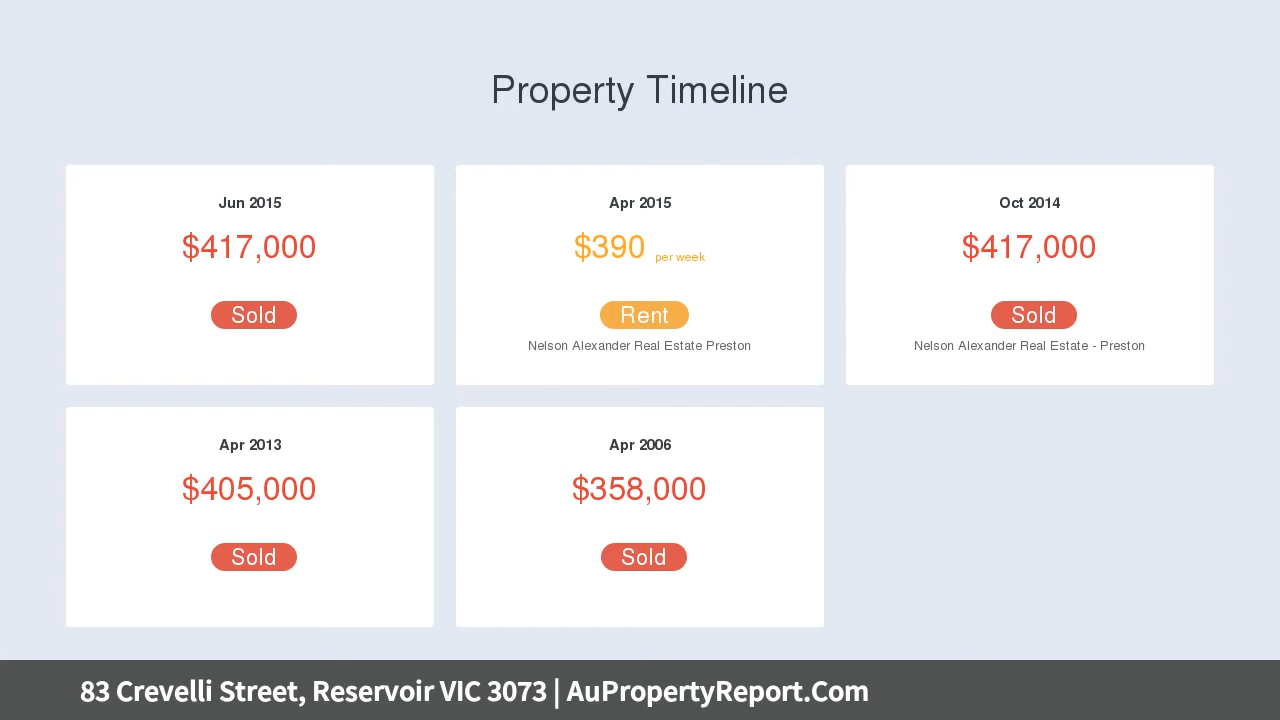 Property Timeline
Jun 2015
$417,000
Sold
Apr 2015
$390 per week
Rent
Nelson Alexander Real Estate Preston
Oct 2014
$417,000
Sold
Nelson Alexander Real Estate - Preston
Apr 2013
$405,000
Sold
Apr 2006
$358,000
Sold
83 Crevelli Street, Reservoir VIC 3073 | AuPropertyReport.Com